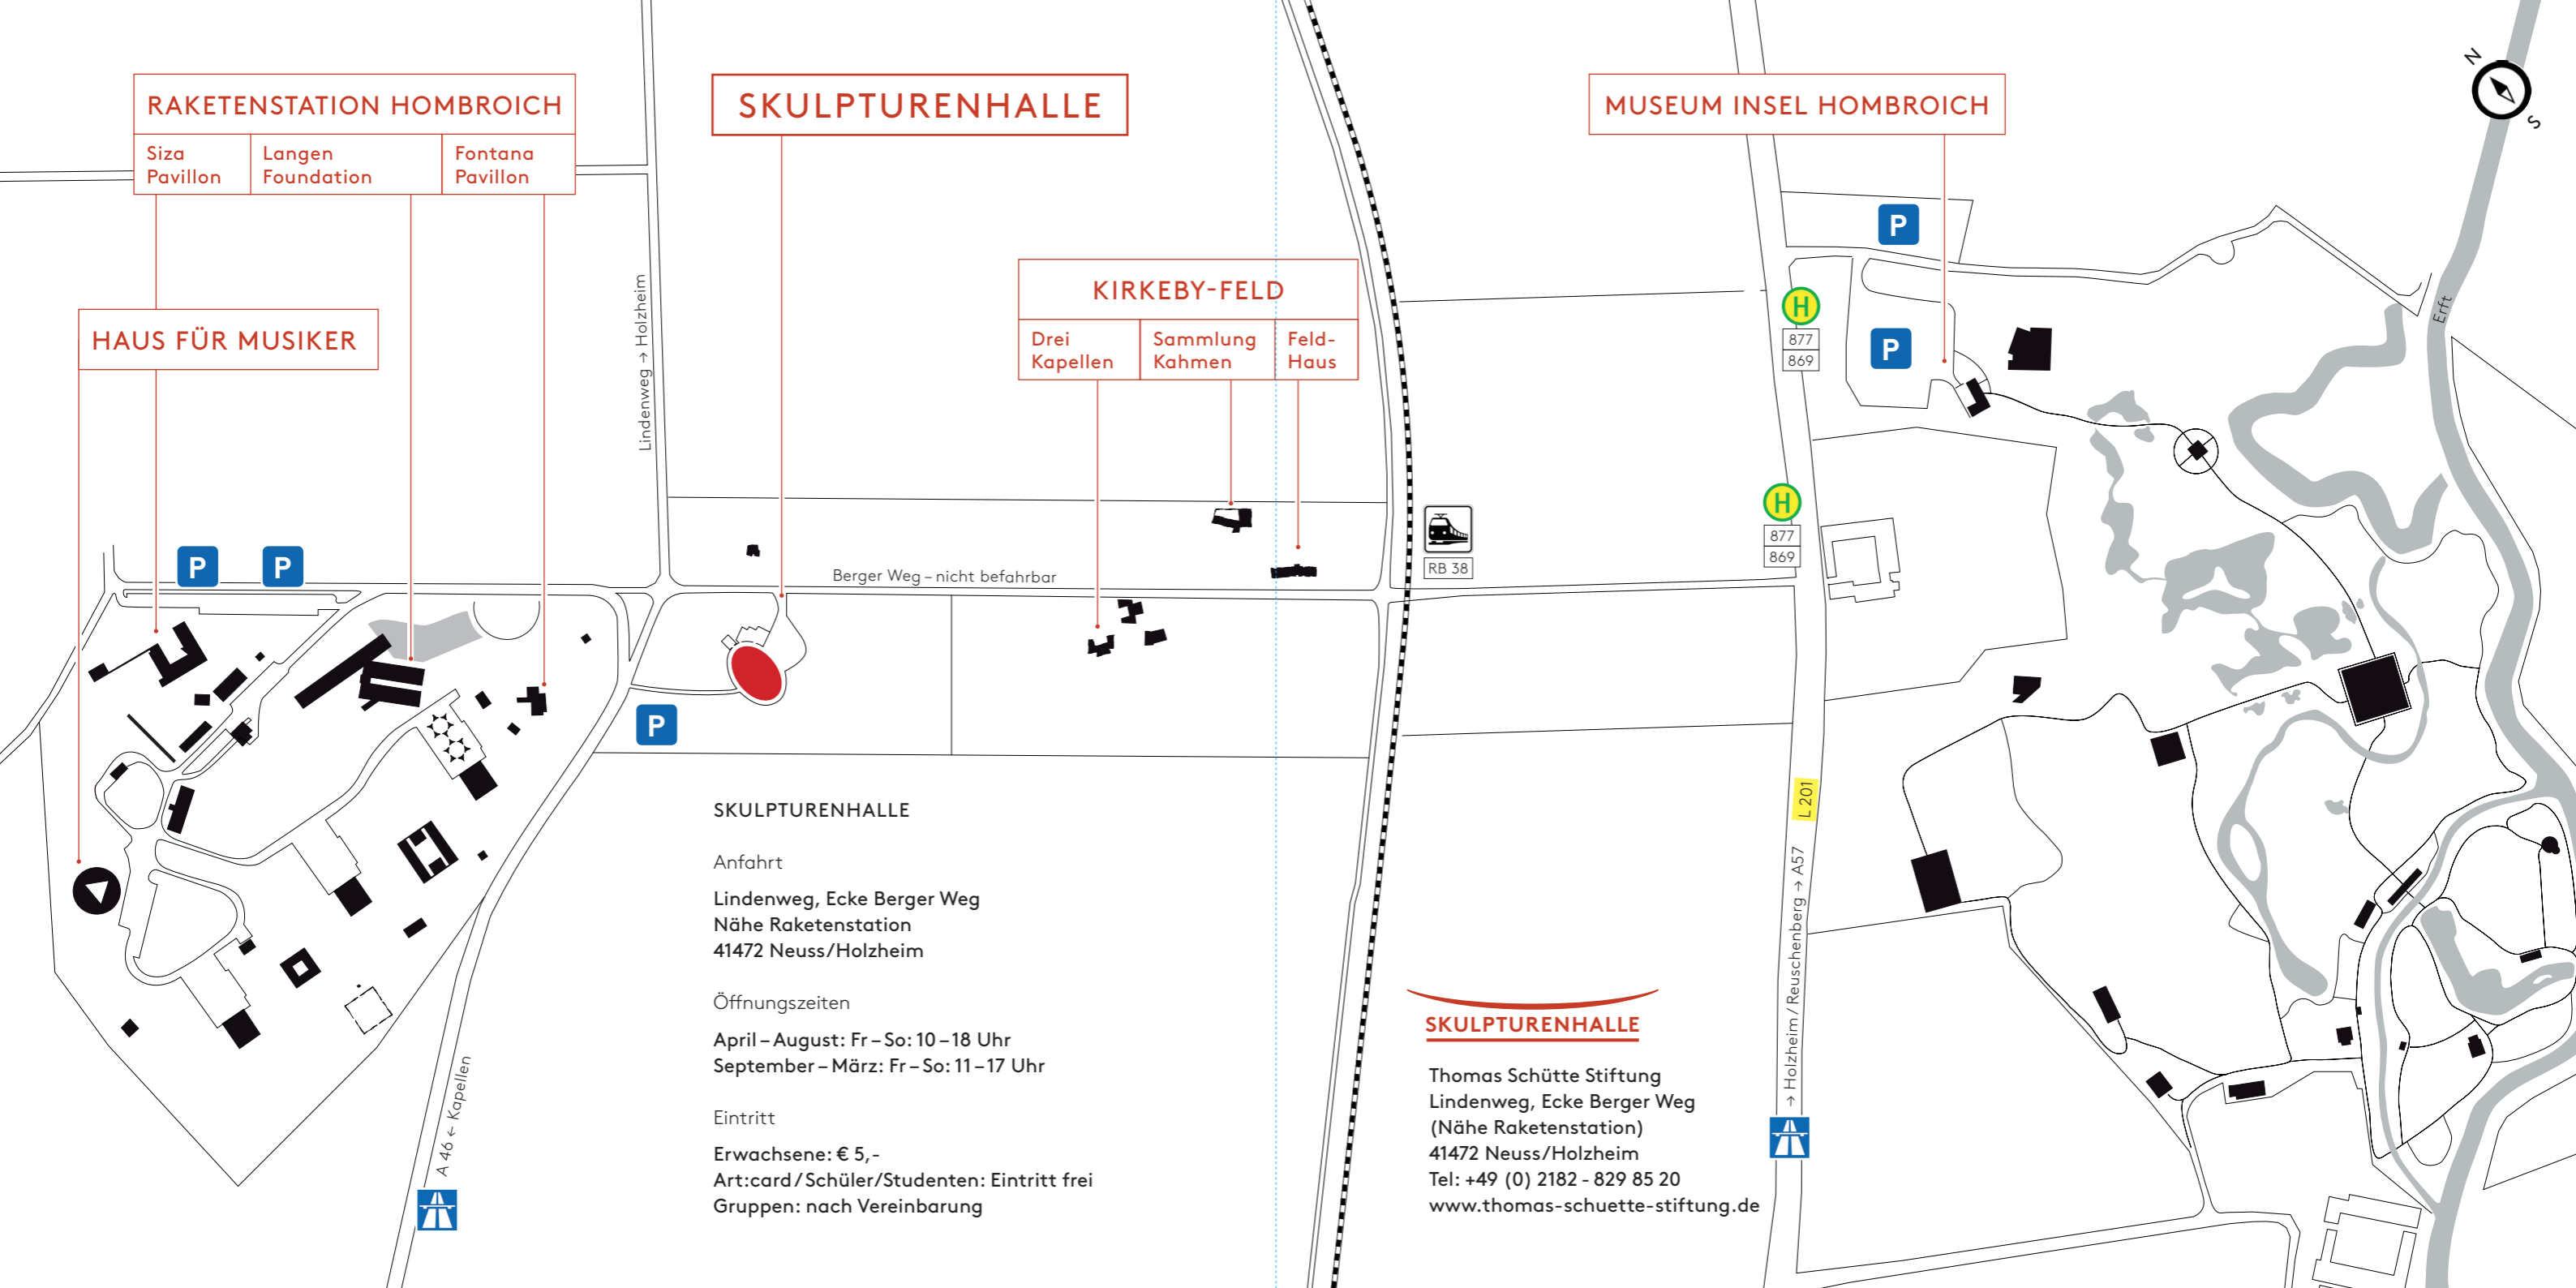 RAKETENSTATION HOMBROICH
Siza
Pavillon
Langen
Foundation
Fontana
Pavillon
HAUS FÜR MUSIKER
SKULPTURENHALLE
KIRKEBY-FELD
Drei
Kapellen
Sammlung
Kahmen
Feld-
Haus
MUSEUM INSEL HOMBROICH
N
S
Erft
P
P
H
877
869
H
877
869
P
P
P
Lindenweg → Holzheim
Berger Weg – nicht befahrbar
RB 38
L 201
→ Holzheim / Reuschenberg → A57
A 46 ← Kapellen
SKULPTURENHALLE
Anfahrt
Lindenweg, Ecke Berger Weg
Nähe Raketenstation
41472 Neuss/Holzheim
Öffnungszeiten
April – August: Fr – So: 10 – 18 Uhr
September – März: Fr – So: 11 – 17 Uhr
Eintritt
Erwachsene: € 5,-
Art:card / Schüler/Studenten: Eintritt frei
Gruppen: nach Vereinbarung
SKULPTURENHALLE
Thomas Schütte Stiftung
Lindenweg, Ecke Berger Weg
(Nähe Raketenstation)
41472 Neuss/Holzheim
Tel: +49 (0) 2182 - 829 85 20
www.thomas-schuette-stiftung.de